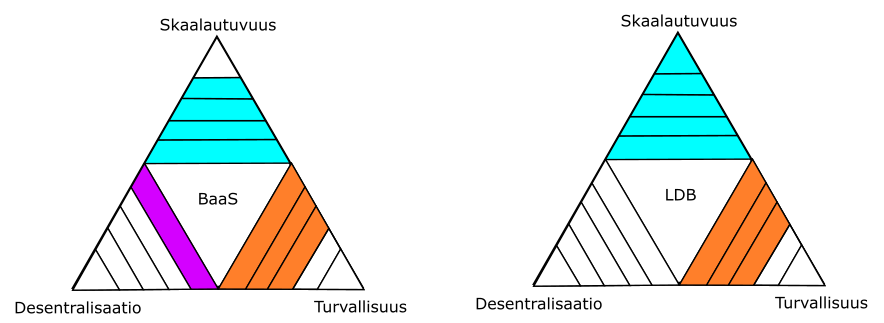 Skaalautuvuus
BaaS
Desentralisaatio
Turvallisuus
Skaalautuvuus
LDB
Desentralisaatio
Turvallisuus